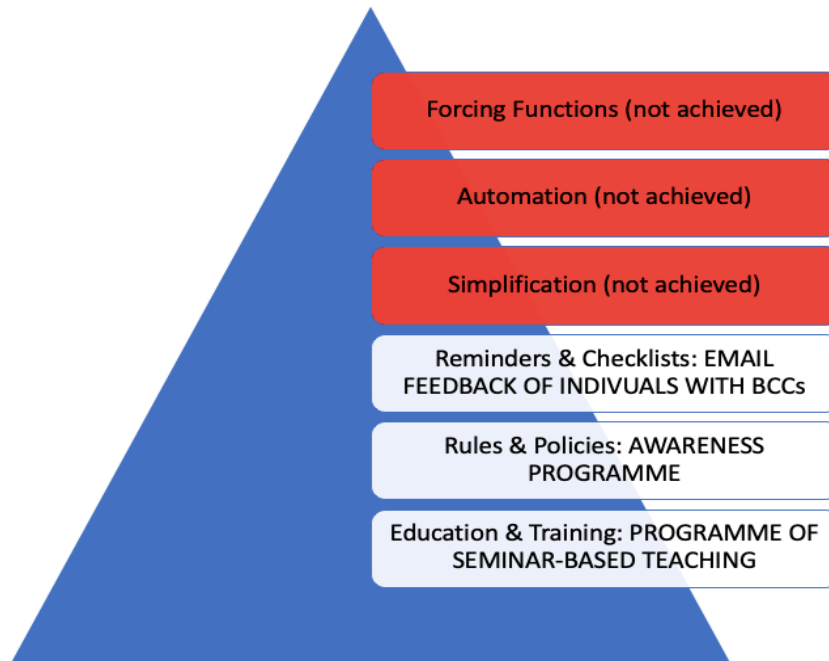 Forcing Functions (not achieved)
Automation (not achieved)
Simplification (not achieved)
Reminders & Checklists: EMAIL
FEEDBACK OF INDIVUALS WITH BCCs
Rules & Policies: AWARENESS
PROGRAMME
Education & Training: PROGRAMME OF
SEMINAR-BASED TEACHING